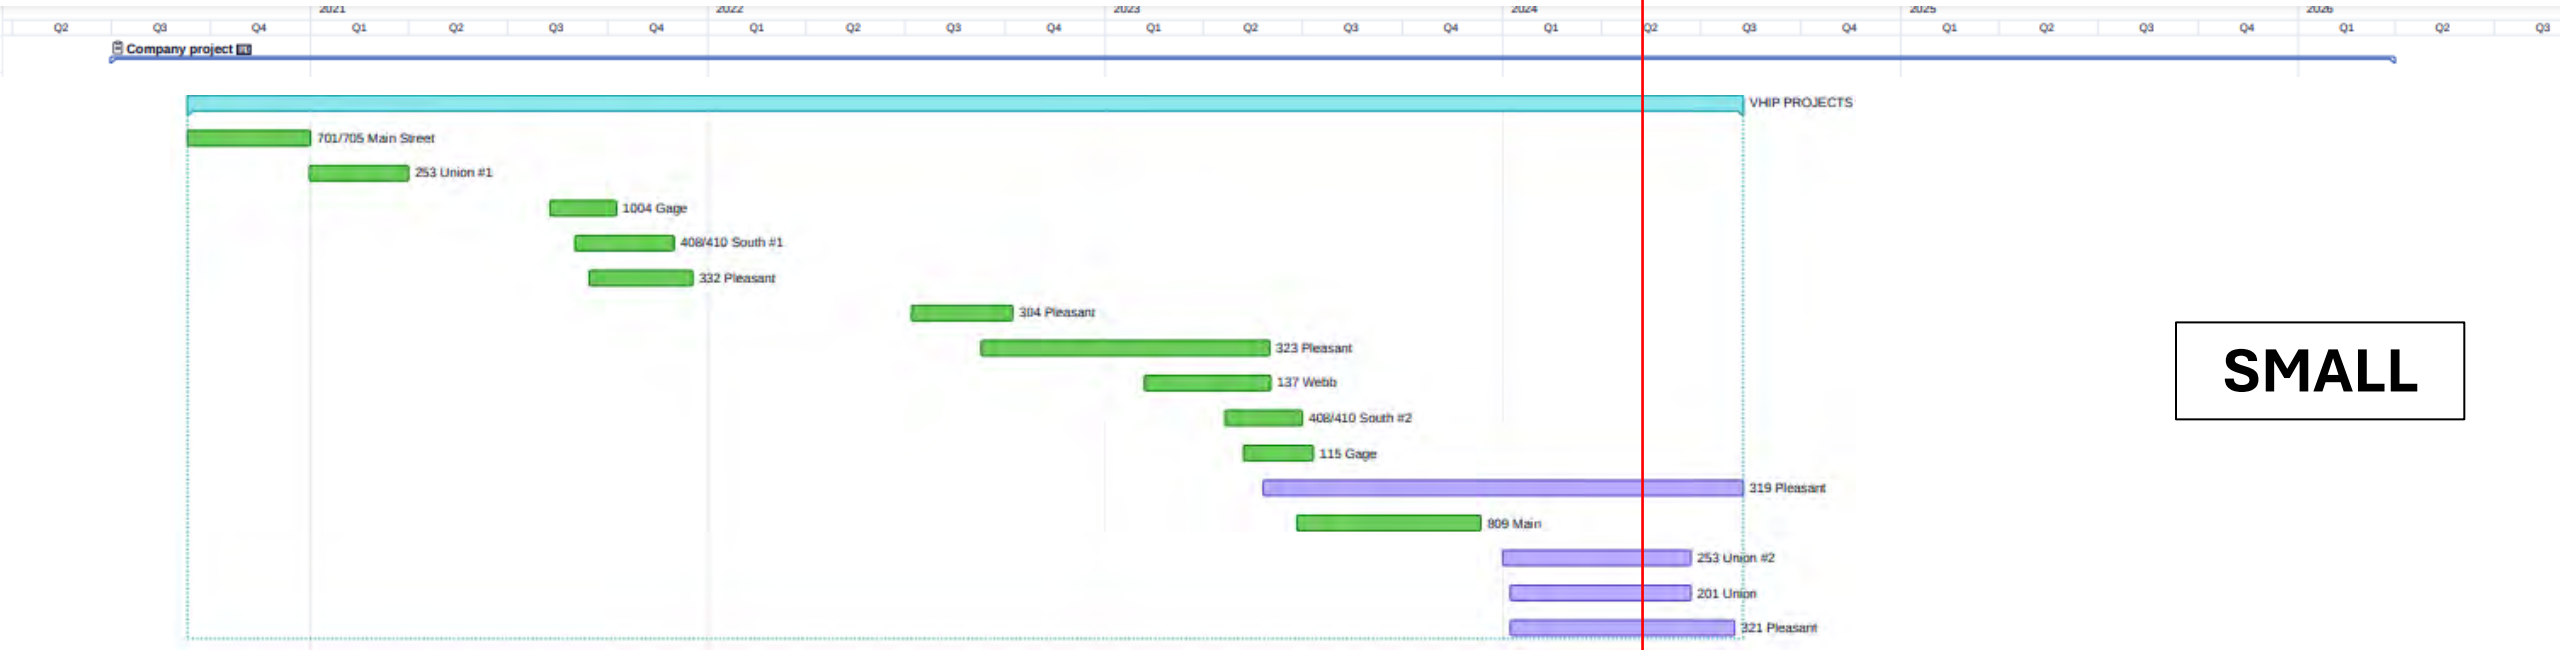 2021 2022 2023 2024 2025 2026
Q2 Q3 Q4 Q1 Q2 Q3 Q4 Q1 Q2 Q3 Q4 Q1 Q2 Q3 Q4 Q1 Q2 Q3 Q4 Q1 Q2 Q3 Q4 Q1 Q2 Q3
Company project
VHIP PROJECTS
701/705 Main Street
253 Union #1
1004 Gage
408/410 South #1
332 Pleasant
304 Pleasant
323 Pleasant
137 Webb
408/410 South #2
115 Gage
319 Pleasant
809 Main
253 Union #2
201 Union
321 Pleasant
SMALL